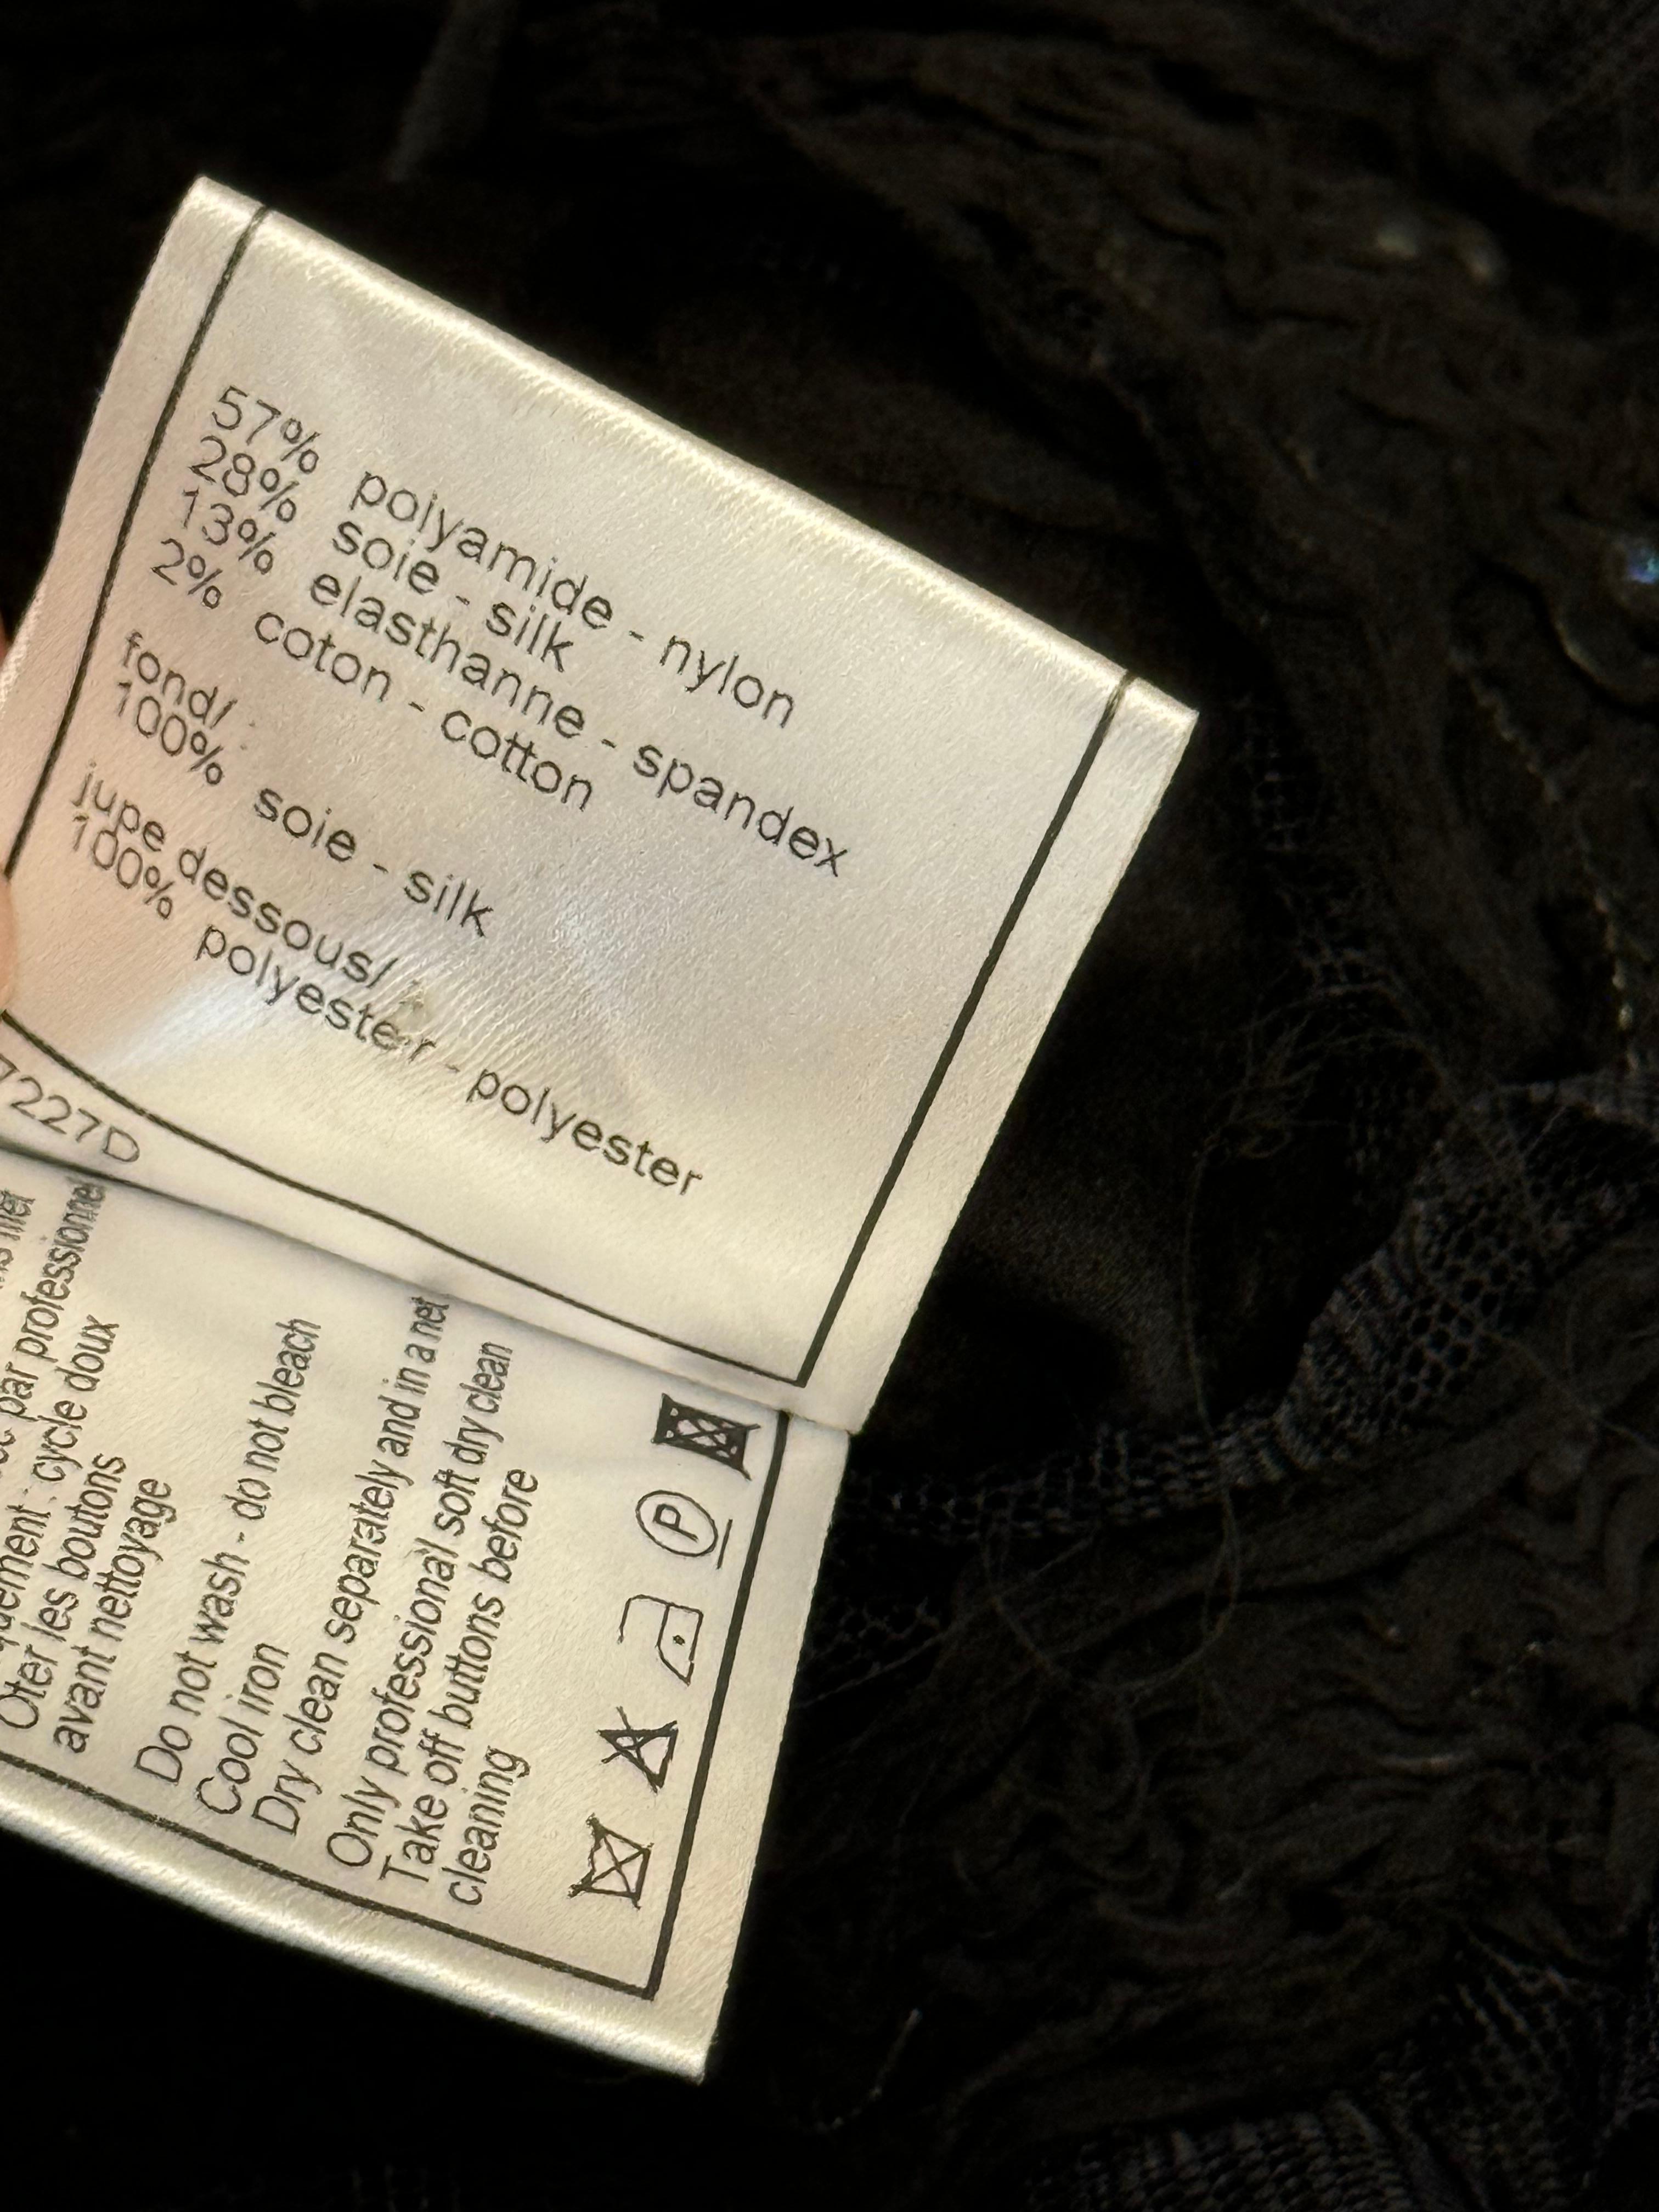 57% polyamide - nylon
28% soie - silk
13% elasthanne - spandex
2% coton - cotton
fond/
100% soie - silk
jupe dessous/
100% polyester - polyester
7227D
par professionnel
cycle doux
Oter les boutons
avant nettoyage
Do not wash - do not bleach
Cool iron
Dry clean separately and in a net
Only professional soft dry clean
Take off buttons before
cleaning
P